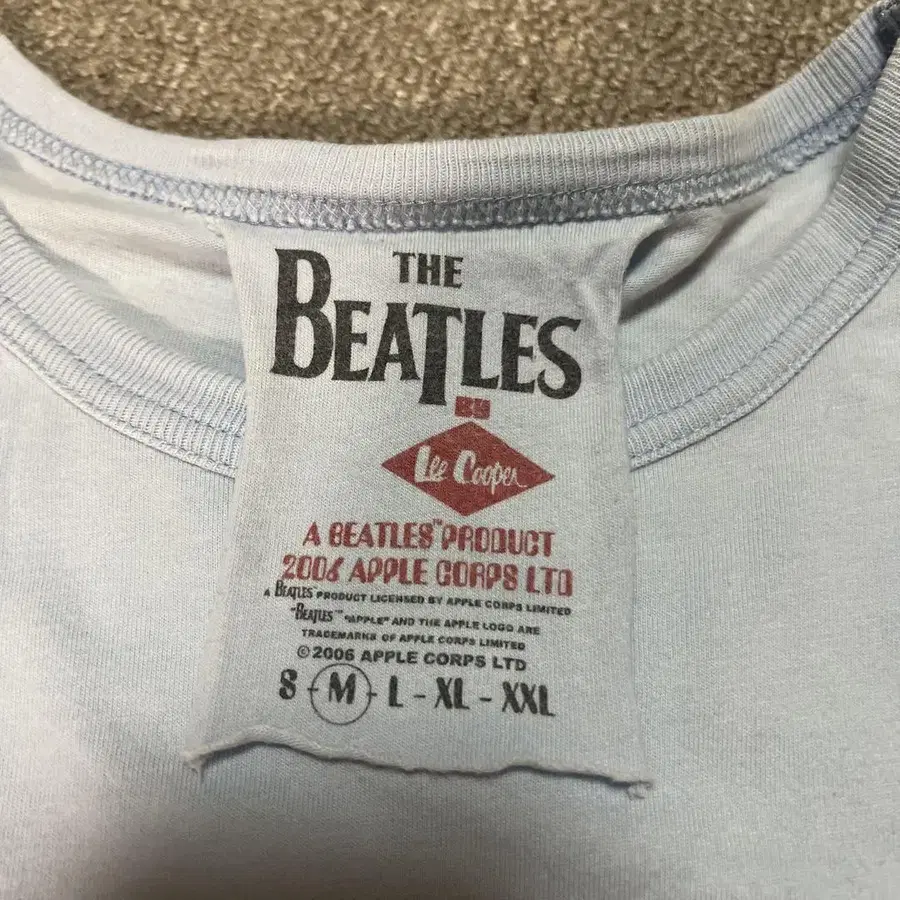 THE
BEATLES
BY
Lee Cooper
A BEATLES™ PRODUCT
2006 APPLE CORPS LTD
A BEATLES™ PRODUCT LICENSED BY APPLE CORPS LIMITED
"BEATLES"™ "APPLE" AND THE APPLE LOGO ARE
TRADEMARKS OF APPLE CORPS LIMITED
©2006 APPLE CORPS LTD
S - M - L - XL - XXL